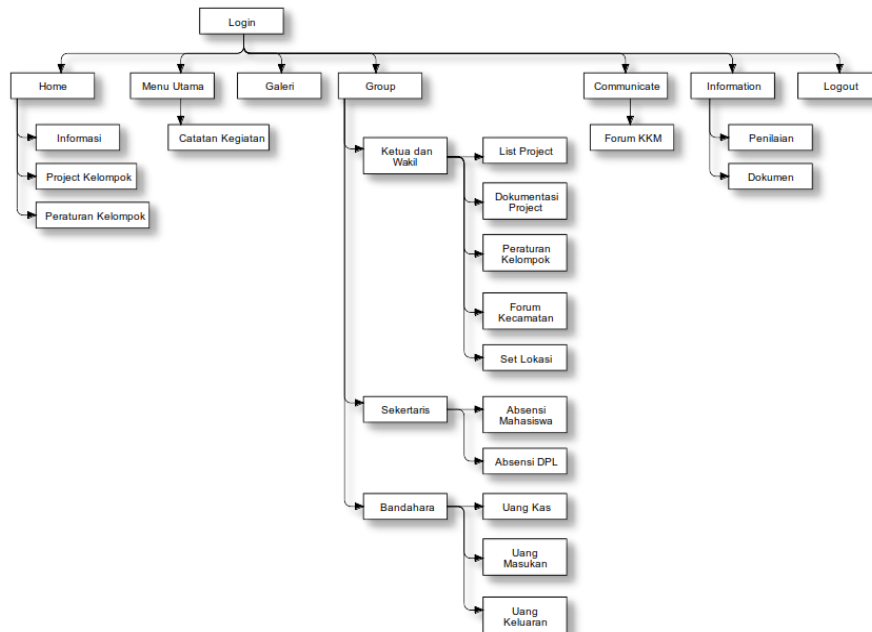 Login
Home
Menu Utama
Galeri
Group
Communicate
Information
Logout
Informasi
Project Kelompok
Peraturan Kelompok
Catatan Kegiatan
Ketua dan
Wakil
List Project
Dokumentasi
Project
Peraturan
Kelompok
Forum
Kecamatan
Set Lokasi
Sekertaris
Absensi
Mahasiswa
Absensi DPL
Bandahara
Uang Kas
Uang
Masukan
Uang
Keluaran
Forum KKM
Penilaian
Dokumen